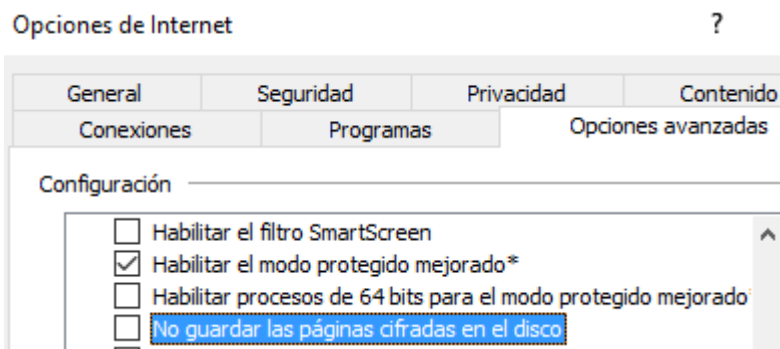 Opciones de Internet ?
General Seguridad Privacidad Contenido
Conexiones Programas Opciones avanzadas
Configuración
Habilitar el filtro SmartScreen
Habilitar el modo protegido mejorado*
Habilitar procesos de 64 bits para el modo protegido mejorado*
No guardar las páginas cifradas en el disco